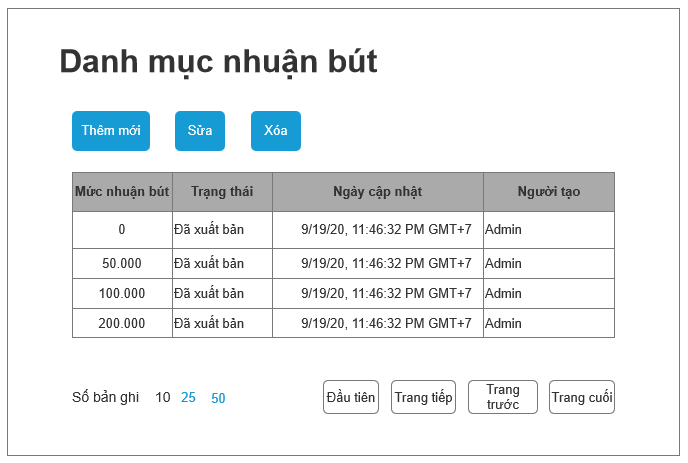 Danh mục nhuận bút
Thêm mới Sửa Xóa
Mức nhuận bút Trạng thái Ngày cập nhật Người tạo
0 Đã xuất bản 9/19/20, 11:46:32 PM GMT+7 Admin
50.000 Đã xuất bản 9/19/20, 11:46:32 PM GMT+7 Admin
100.000 Đã xuất bản 9/19/20, 11:46:32 PM GMT+7 Admin
200.000 Đã xuất bản 9/19/20, 11:46:32 PM GMT+7 Admin
Số bản ghi 10 25 50 Đầu tiên Trang tiếp Trang trước Trang cuối